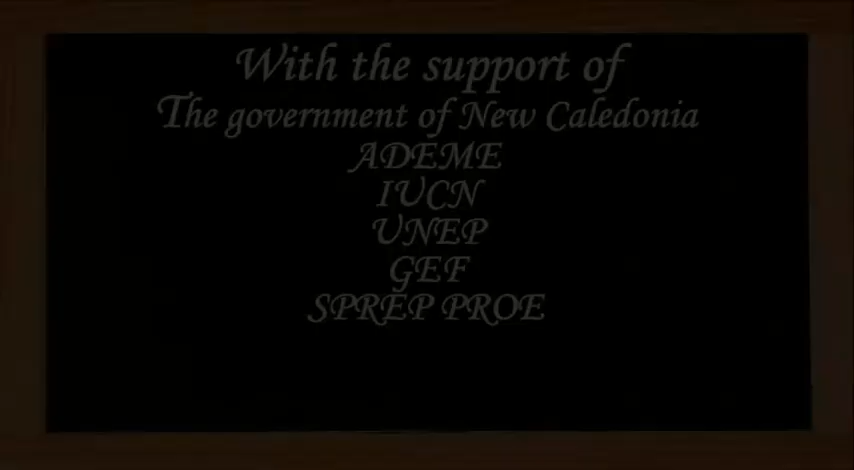 With the support of
The government of New Caledonia
ADEME
IUCN
UNEP
GEF
SPREP PROE